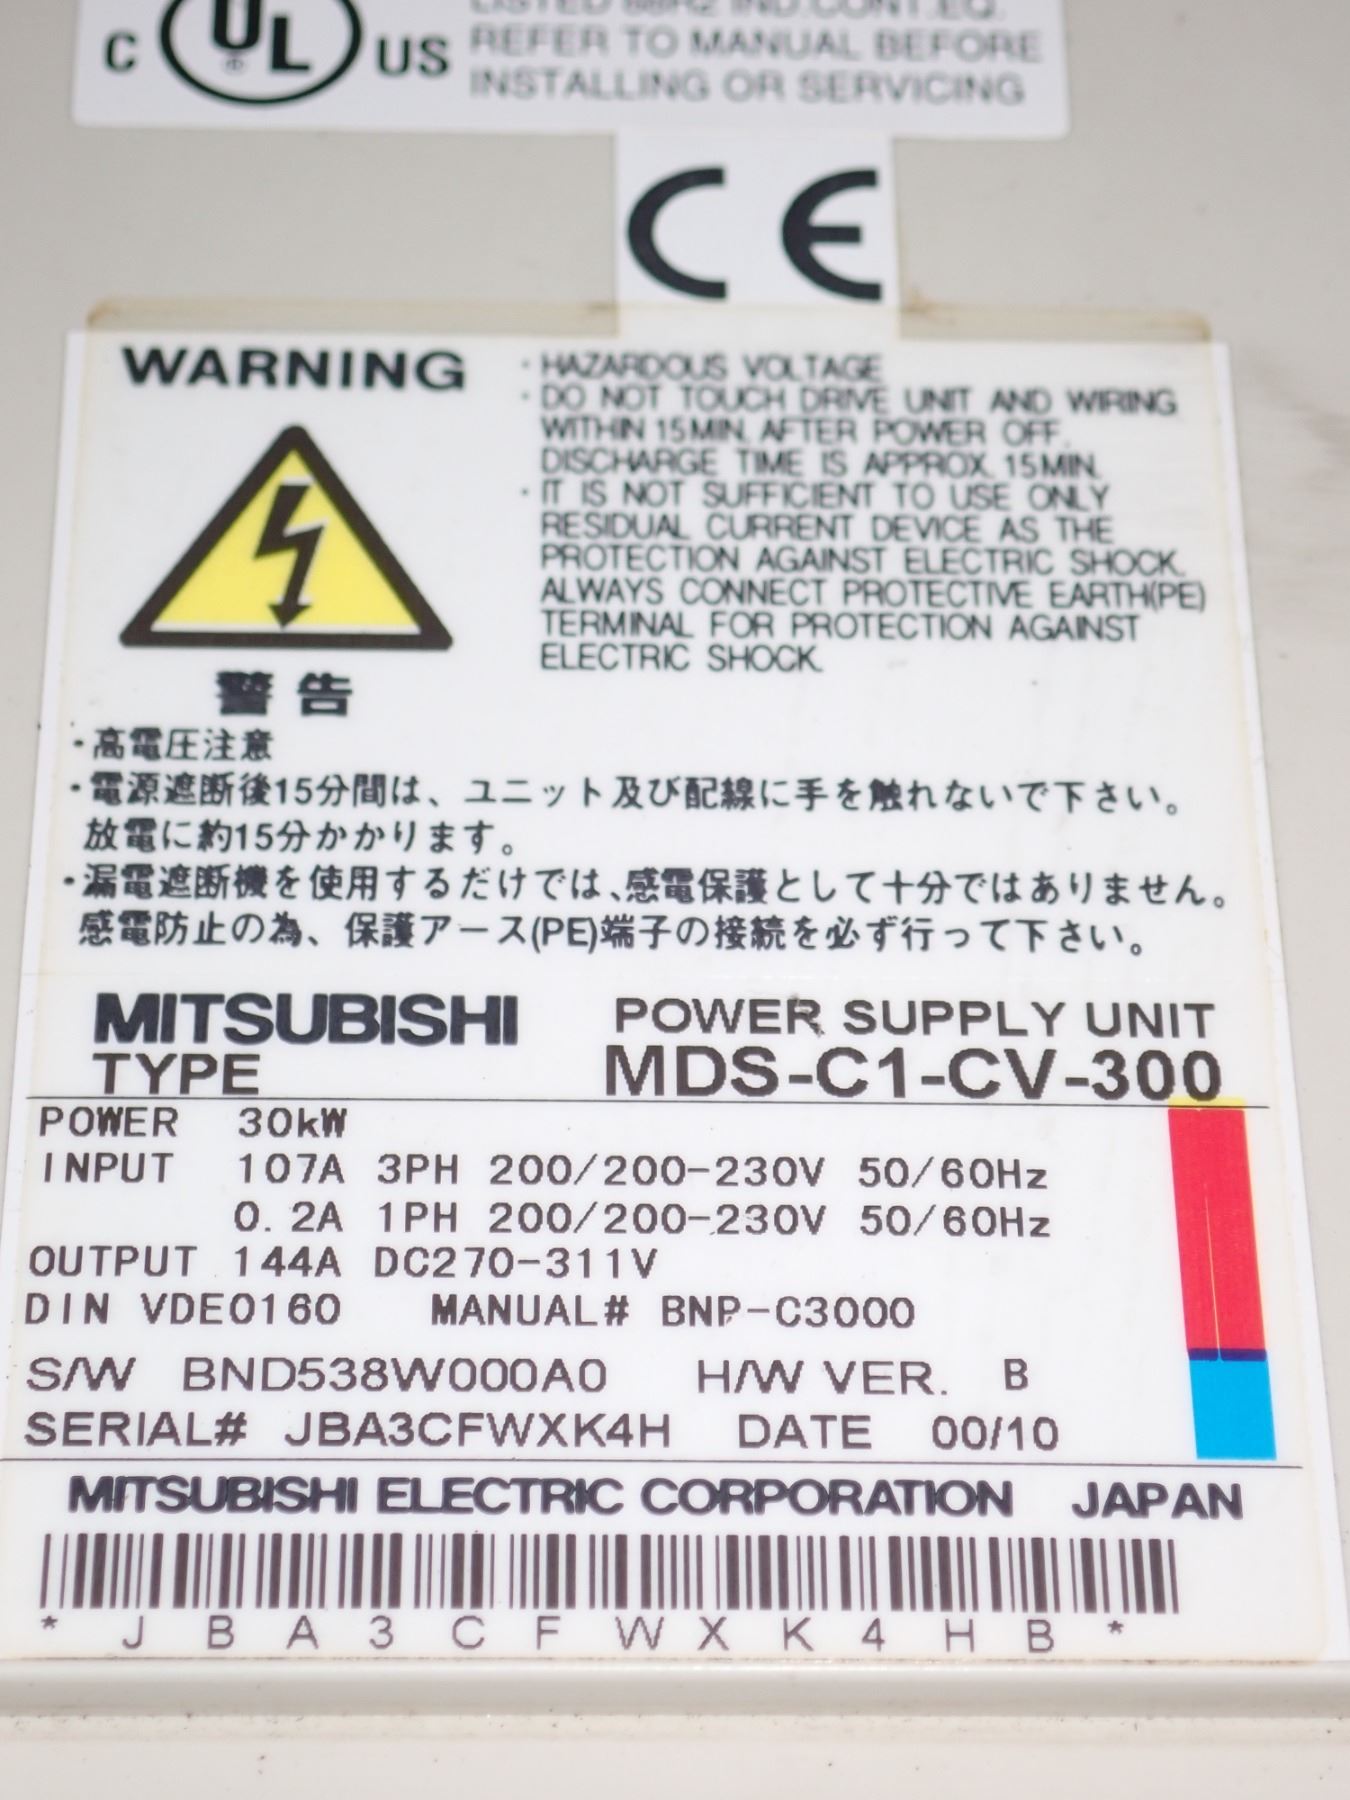 C UL ® US
LISTED 66R2 IND.CONT.EQ.
REFER TO MANUAL BEFORE
INSTALLING OR SERVICING
CE
WARNING
・HAZARDOUS VOLTAGE
・DO NOT TOUCH DRIVE UNIT AND WIRING
WITHIN 15MIN. AFTER POWER OFF.
DISCHARGE TIME IS APPROX. 15MIN.
・IT IS NOT SUFFICIENT TO USE ONLY
RESIDUAL CURRENT DEVICE AS THE
PROTECTION AGAINST ELECTRIC SHOCK.
ALWAYS CONNECT PROTECTIVE EARTH(PE)
TERMINAL FOR PROTECTION AGAINST
ELECTRIC SHOCK.
警告
・高電圧注意
・電源遮断後15分間は、ユニット及び配線に手を触れないで下さい。
放電に約15分かかります。
・漏電遮断機を使用するだけでは、感電保護として十分ではありません。
感電防止の為、保護アース(PE)端子の接続を必ず行って下さい。
MITSUBISHI POWER SUPPLY UNIT
TYPE MDS-C1-CV-300
POWER 30kW
INPUT 107A 3PH 200/200-230V 50/60Hz
0.2A 1PH 200/200-230V 50/60Hz
OUTPUT 144A DC270-311V
DIN VDE0160 MANUAL# BNP-C3000
S/W BND538W000A0 H/W VER. B
SERIAL# JBA3CFWXK4H DATE 00/10
MITSUBISHI ELECTRIC CORPORATION JAPAN
* J B A 3 C F W X K 4 H B *